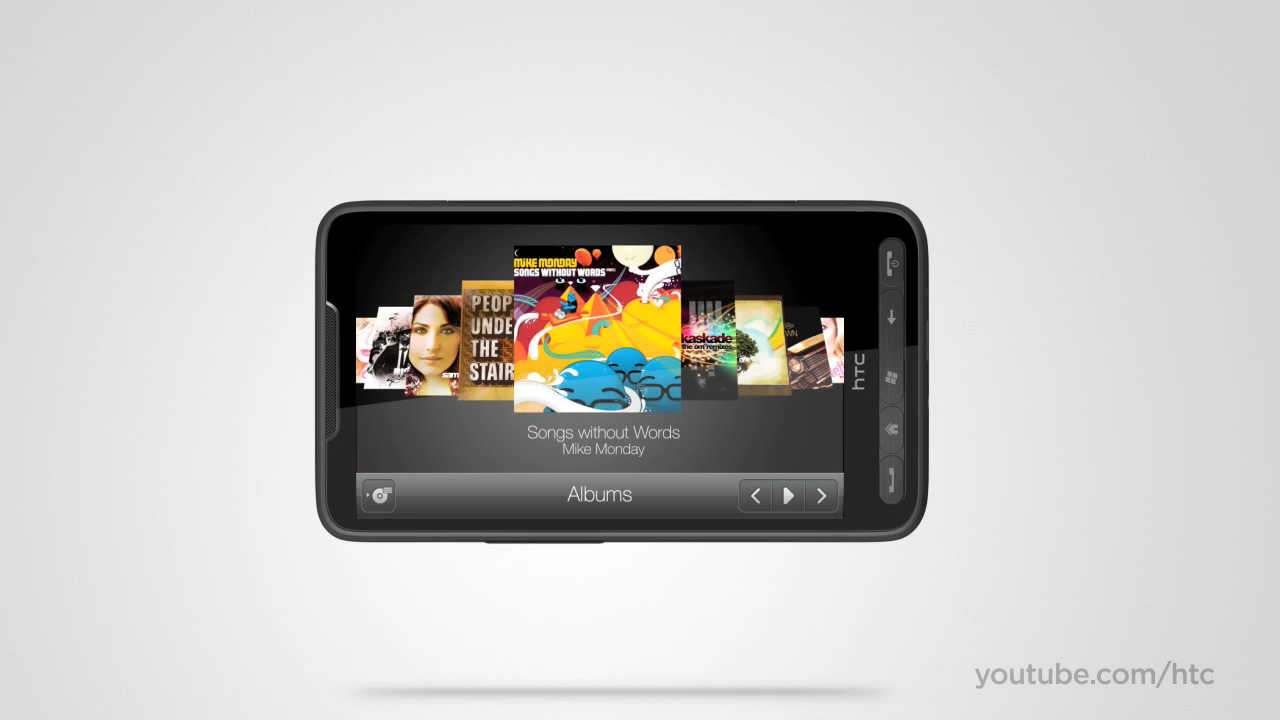 MIKE MONDAY
SONGS WITHOUT WORDS
PEOP
UNDE
THE
STAIR
sam
kaskade
the om remixes
Songs without Words
Mike Monday
Albums
hTC
youtube.com/htc